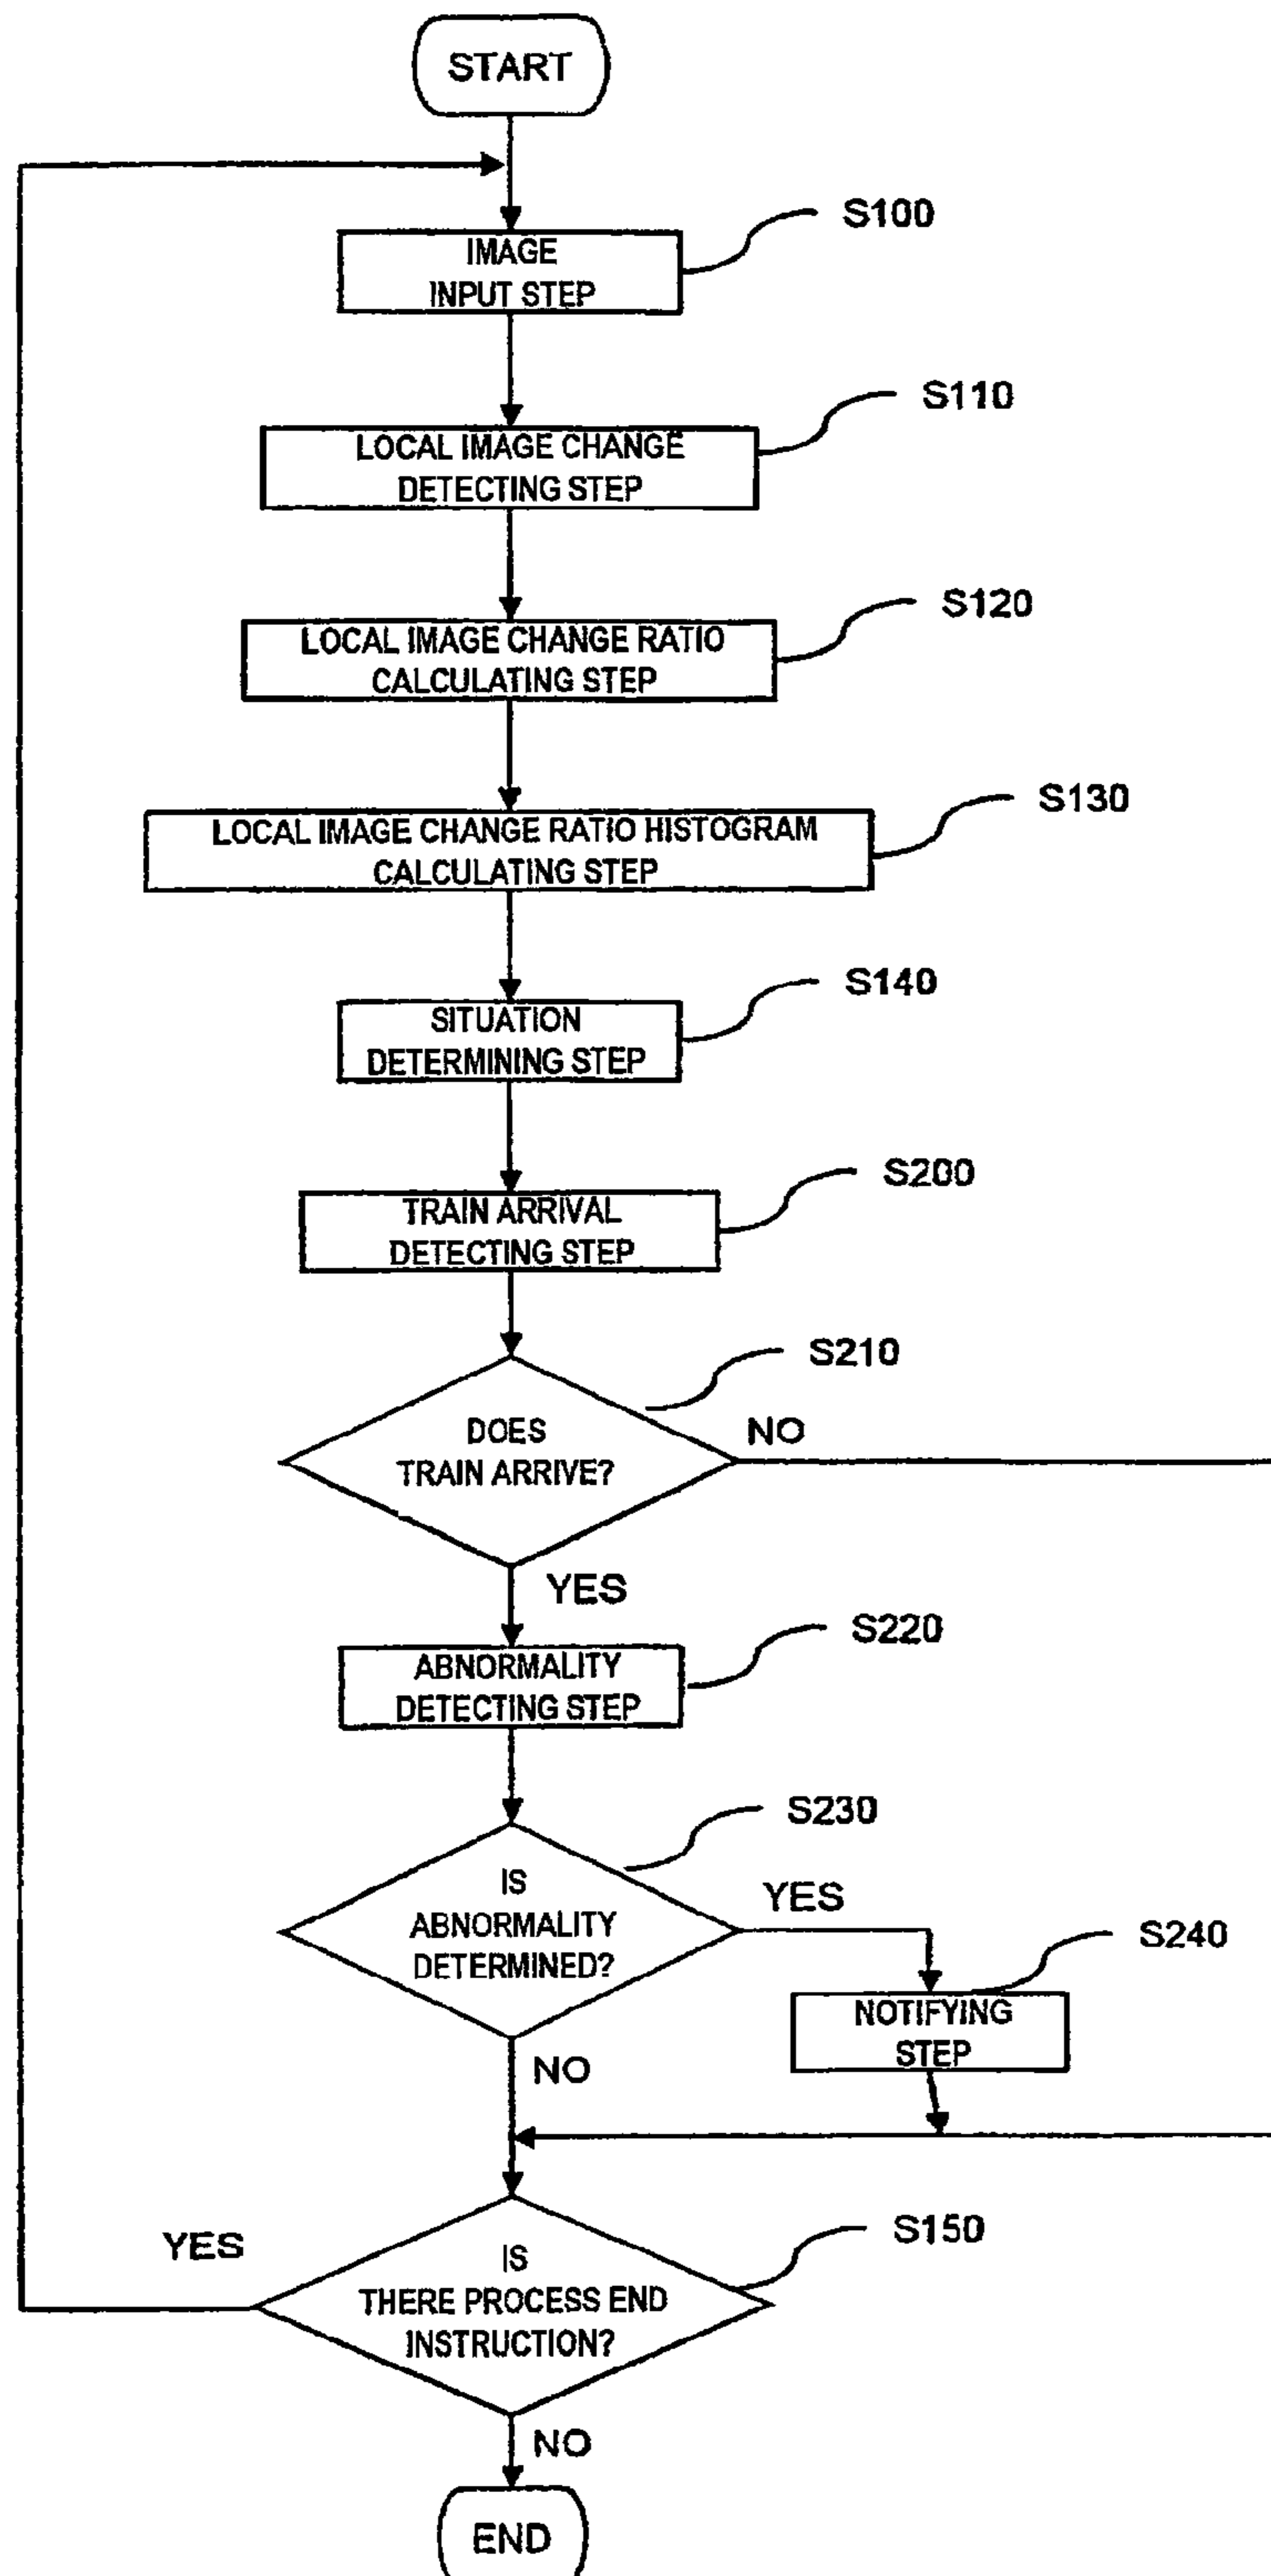 START
S100
IMAGE
INPUT STEP
S110
LOCAL IMAGE CHANGE
DETECTING STEP
S120
LOCAL IMAGE CHANGE RATIO
CALCULATING STEP
S130
LOCAL IMAGE CHANGE RATIO HISTOGRAM
CALCULATING STEP
S140
SITUATION
DETERMINING STEP
S200
TRAIN ARRIVAL
DETECTING STEP
S210
DOES
TRAIN ARRIVE?
NO
YES
S220
ABNORMALITY
DETECTING STEP
S230
IS
ABNORMALITY
DETERMINED?
YES
S240
NOTIFYING
STEP
NO
S150
YES
IS
THERE PROCESS END
INSTRUCTION?
NO
END